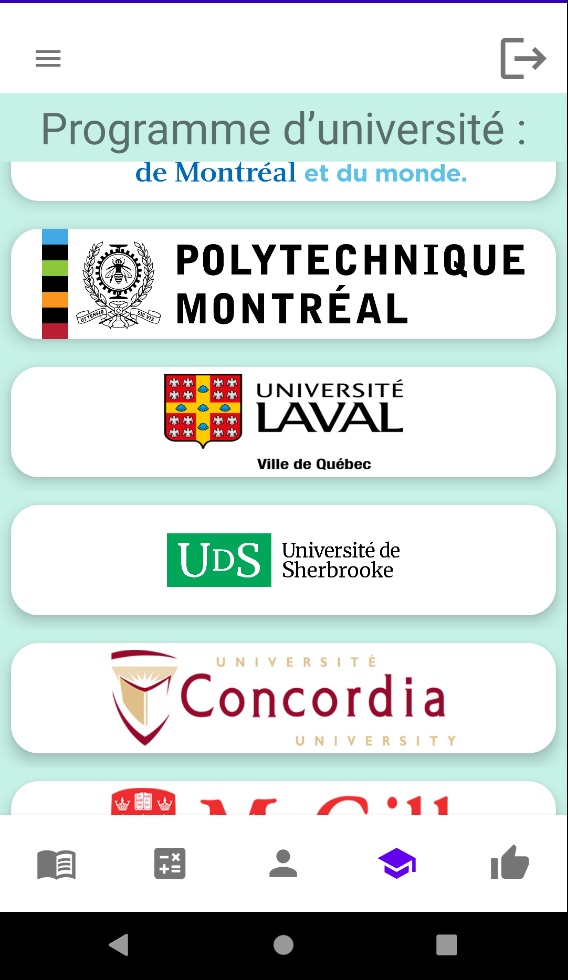 Programme d’université :
de Montréal et du monde.
POLYTECHNIQUE
MONTRÉAL
UNIVERSITÉ
LAVAL
Ville de Québec
UDS
Université de
Sherbrooke
UNIVERSITÉ
Concordia
UNIVERSITY
McGill